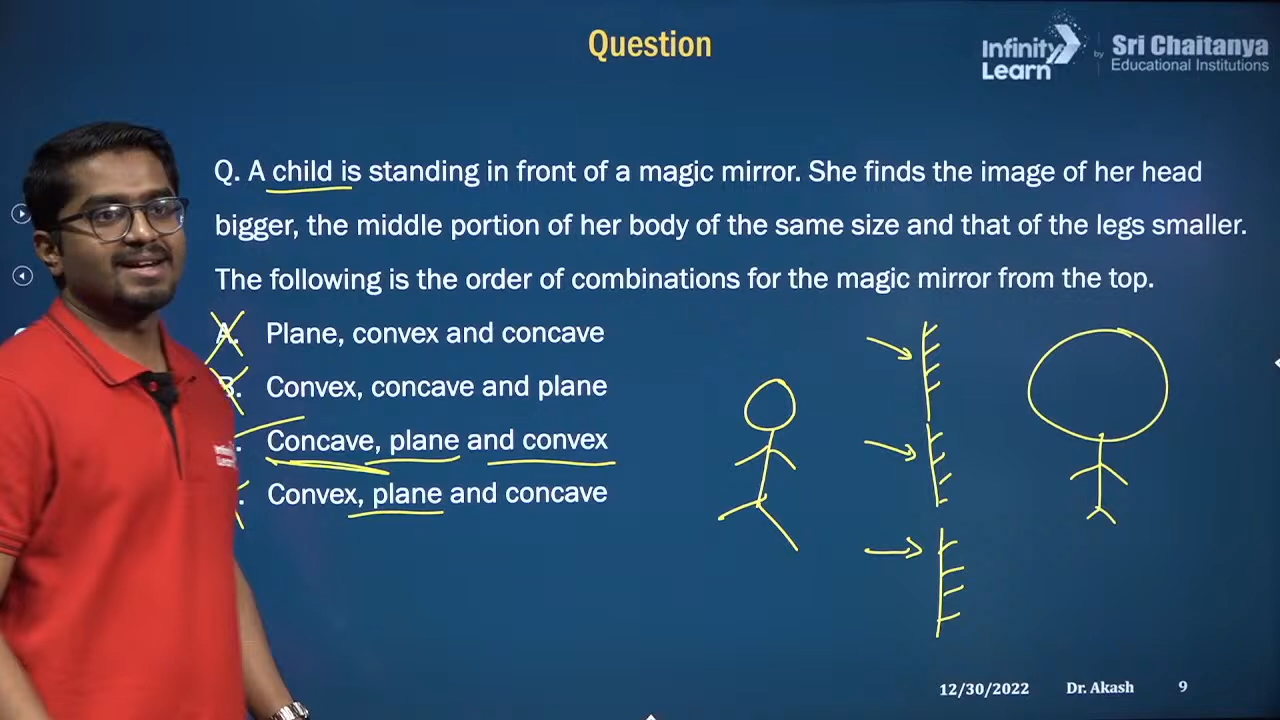 Question
Infinity Learn
by
Sri Chaitanya
Educational Institutions
Q. A child is standing in front of a magic mirror. She finds the image of her head
bigger, the middle portion of her body of the same size and that of the legs smaller.
The following is the order of combinations for the magic mirror from the top.
A. Plane, convex and concave
B. Convex, concave and plane
Concave, plane and convex
Convex, plane and concave
Infinity
Learn
12/30/2022 Dr. Akash 9